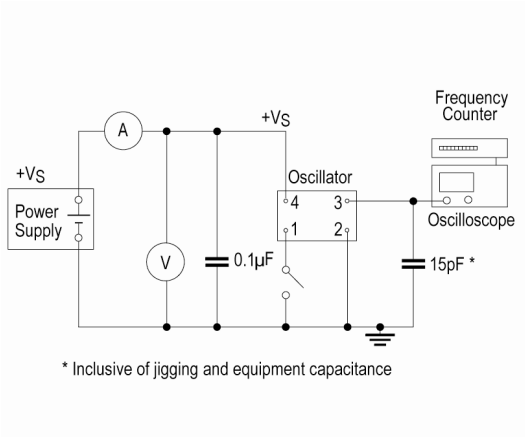 Frequency
Counter
A
+VS
+VS
Oscillator
4 3
1 2
Power
Supply
Oscilloscope
V
0.1µF
15pF *
* Inclusive of jigging and equipment capacitance